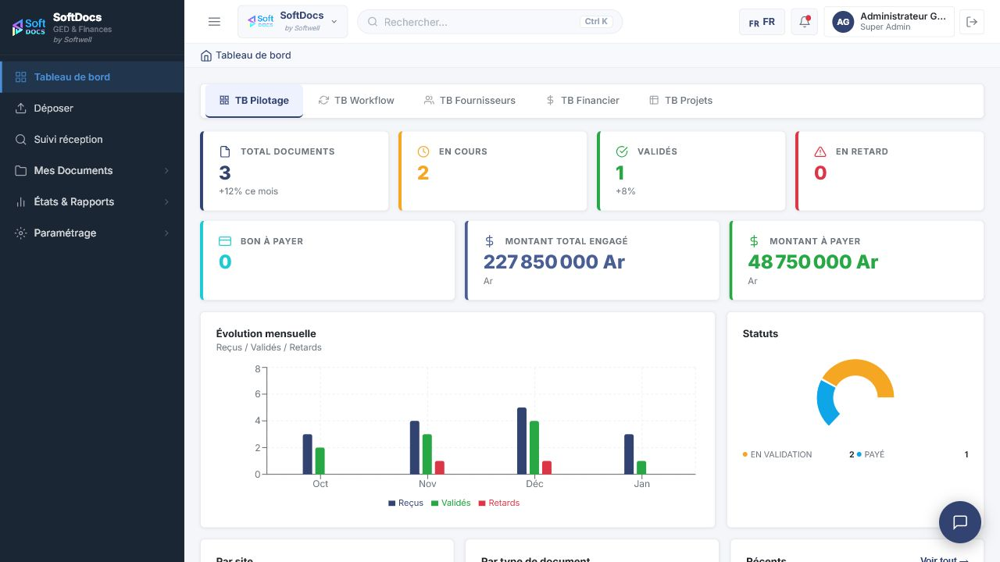 SoftDocs
GED & Finances
by Softwell
Soft
DOCS
Tableau de bord
Déposer
Suivi réception
Mes Documents
États & Rapports
Paramétrage
Soft
DOCS
SoftDocs
by Softwell
Rechercher...
Ctrl K
FR FR
AG
Administrateur G...
Super Admin
Tableau de bord
TB Pilotage
TB Workflow
TB Fournisseurs
TB Financier
TB Projets
TOTAL DOCUMENTS
3
+12% ce mois
EN COURS
2
VALIDÉS
1
+8%
EN RETARD
0
BON À PAYER
0
MONTANT TOTAL ENGAGÉ
227 850 000 Ar
Ar
MONTANT À PAYER
48 750 000 Ar
Ar
Évolution mensuelle
Reçus / Validés / Retards
8
6
4
2
0
Oct Nov Déc Jan
Reçus Validés Retards
Statuts
EN VALIDATION 2 PAYÉ 1
Par site
Par type de document
Récents
Voir tout →